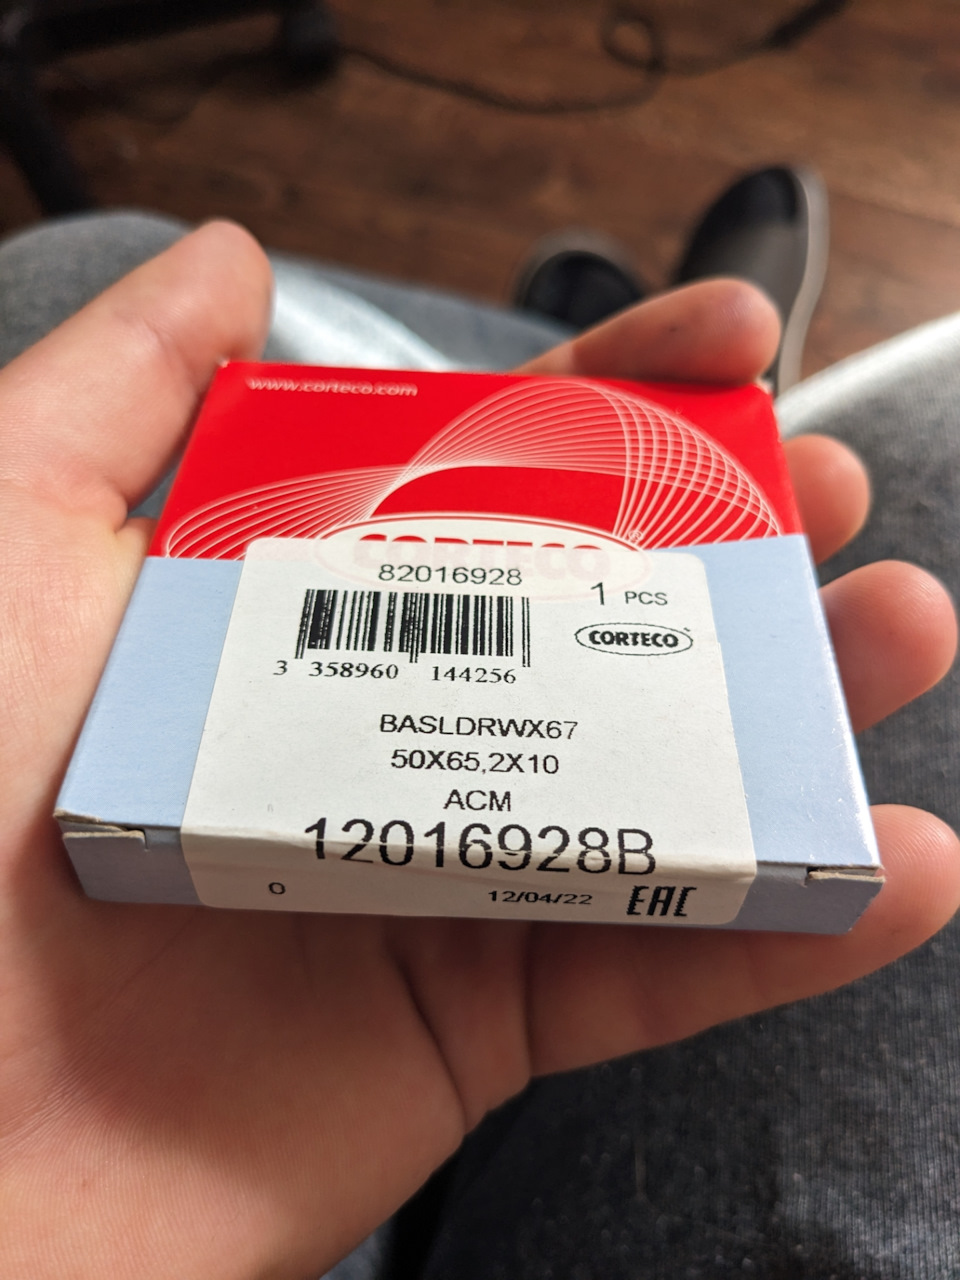 www.corteco.com
CORTECO
82016928
1 PCS
CORTECO
3 358960 144256
BASLDRWX67
50X65,2X10
ACM
12016928B
0 12/04/22 EAC